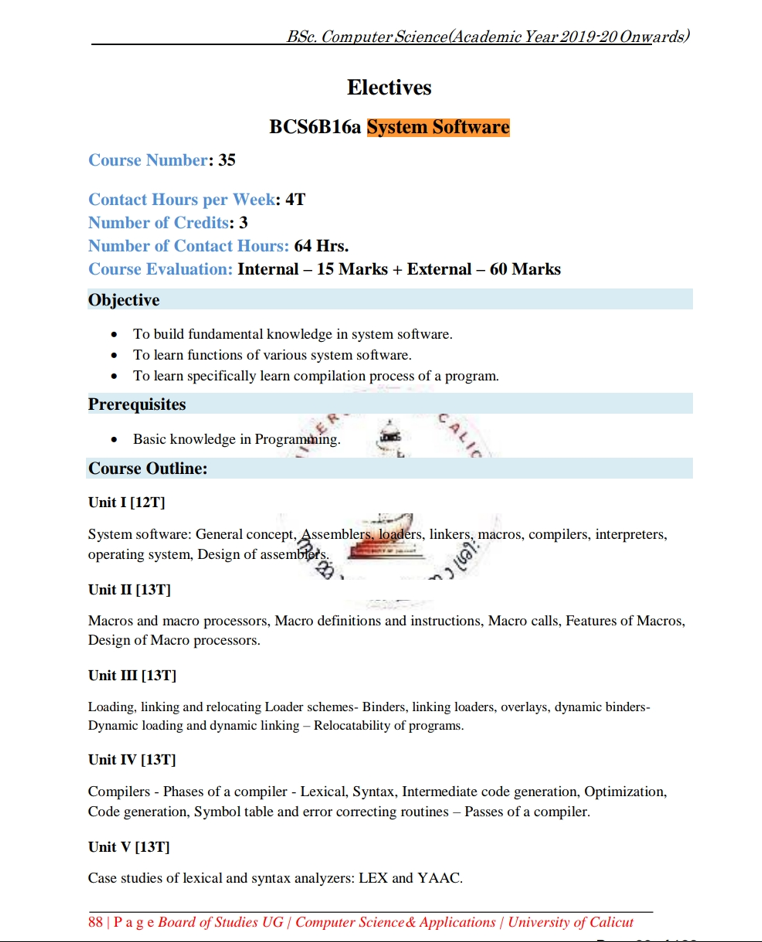 BSc. Computer Science(Academic Year 2019-20 Onwards)
Electives
BCS6B16a System Software
Course Number: 35
Contact Hours per Week: 4T
Number of Credits: 3
Number of Contact Hours: 64 Hrs.
Course Evaluation: Internal – 15 Marks + External – 60 Marks
Objective
• To build fundamental knowledge in system software.
• To learn functions of various system software.
• To learn specifically learn compilation process of a program.
Prerequisites
• Basic knowledge in Programming.
Course Outline:
Unit I [12T]
System software: General concept, Assemblers, loaders, linkers, macros, compilers, interpreters,
operating system, Design of assemblers.
Unit II [13T]
Macros and macro processors, Macro definitions and instructions, Macro calls, Features of Macros,
Design of Macro processors.
Unit III [13T]
Loading, linking and relocating Loader schemes- Binders, linking loaders, overlays, dynamic binders-
Dynamic loading and dynamic linking – Relocatability of programs.
Unit IV [13T]
Compilers - Phases of a compiler - Lexical, Syntax, Intermediate code generation, Optimization,
Code generation, Symbol table and error correcting routines – Passes of a compiler.
Unit V [13T]
Case studies of lexical and syntax analyzers: LEX and YAAC.
88 | P a g e Board of Studies UG | Computer Science & Applications | University of Calicut